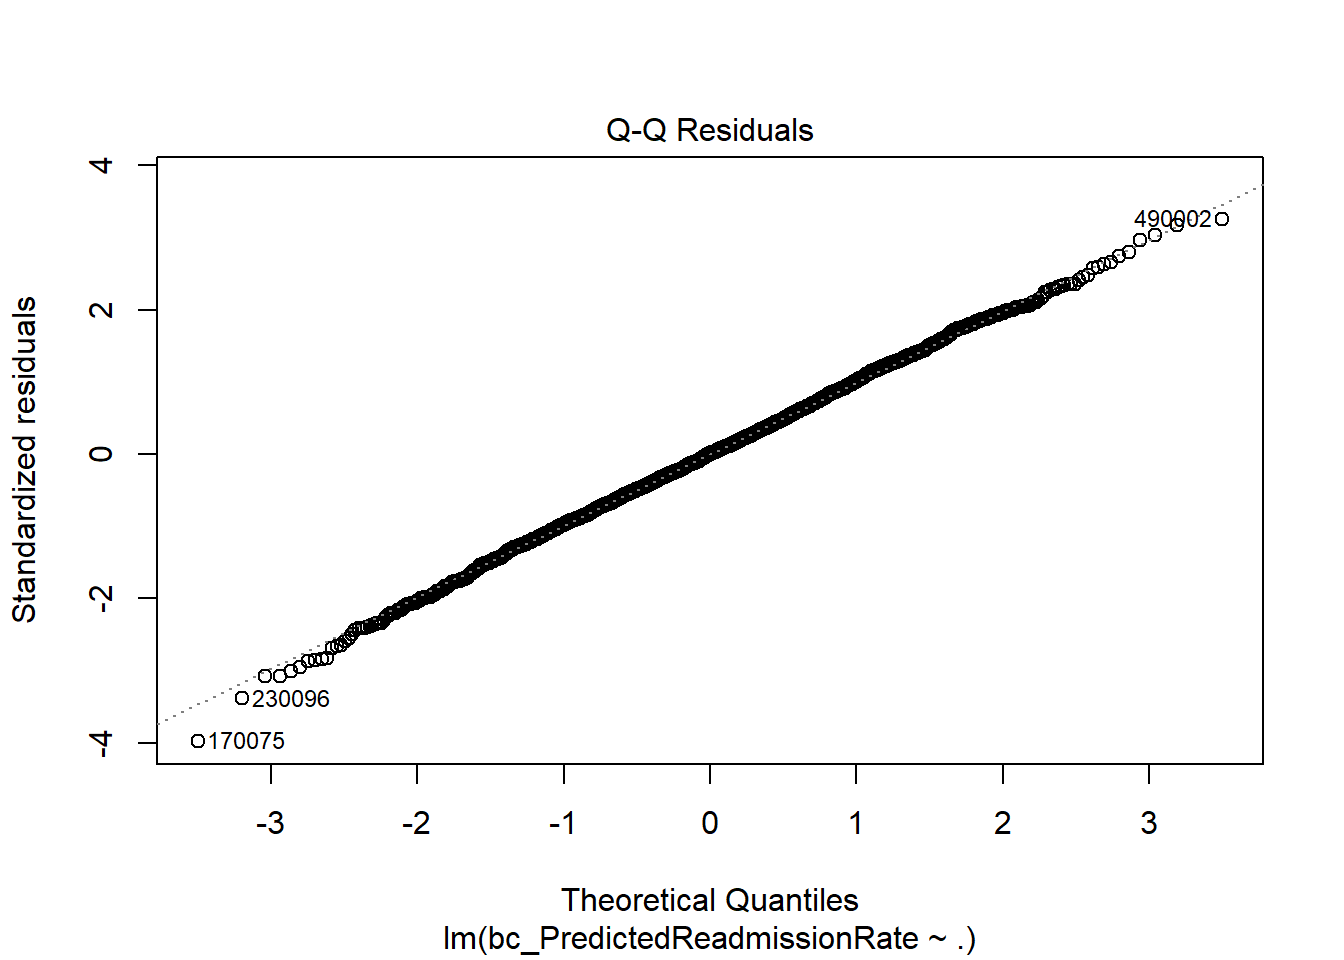 Q-Q Residuals
Standardized residuals
4
2
0
-2
-4
490002
230096
170075
-3 -2 -1 0 1 2 3
Theoretical Quantiles
lm(bc_PredictedReadmissionRate ~ .)